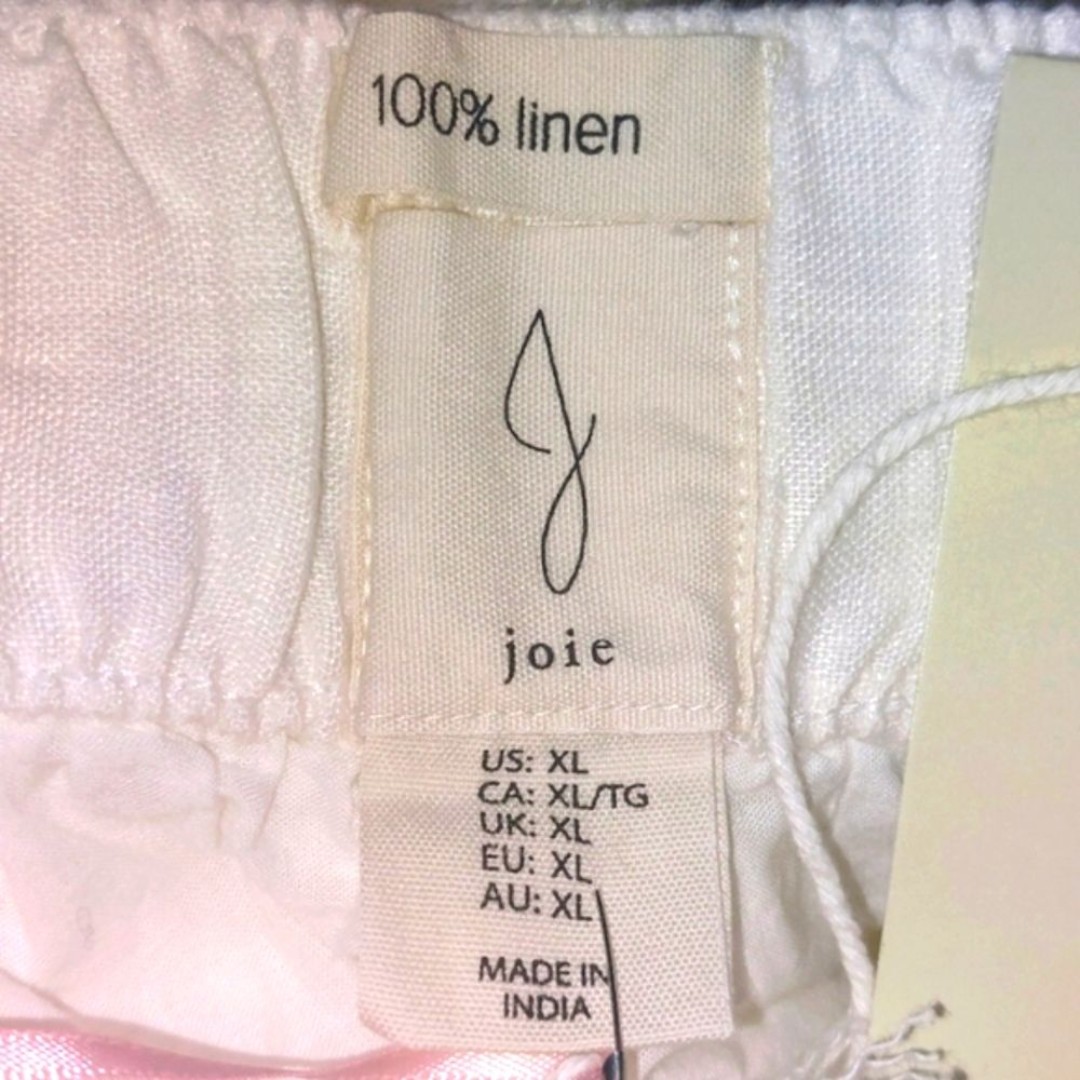 100% linen
joie
US: XL
CA: XL/TG
UK: XL
EU: XL
AU: XL
MADE IN
INDIA